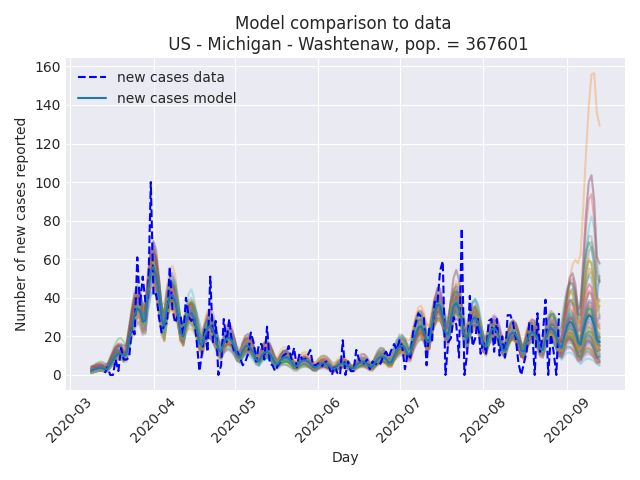 Model comparison to data
US - Michigan - Washtenaw, pop. = 367601
160
140
120
100
80
60
40
20
0
Number of new cases reported
new cases data
new cases model
2020-03
2020-04
2020-05
2020-06
2020-07
2020-08
2020-09
Day